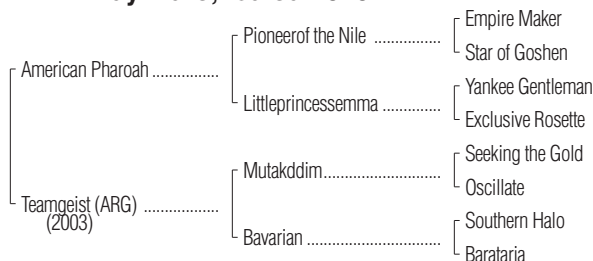 Empire Maker
Pioneerof the Nile ................
Star of Goshen
American Pharoah ................
Yankee Gentleman
Littleprincessemma ..............
Exclusive Rosette
Seeking the Gold
Mutakddim............................
Oscillate
Teamgeist (ARG) ..................
(2003)
Southern Halo
Bavarian ................................
Barataria